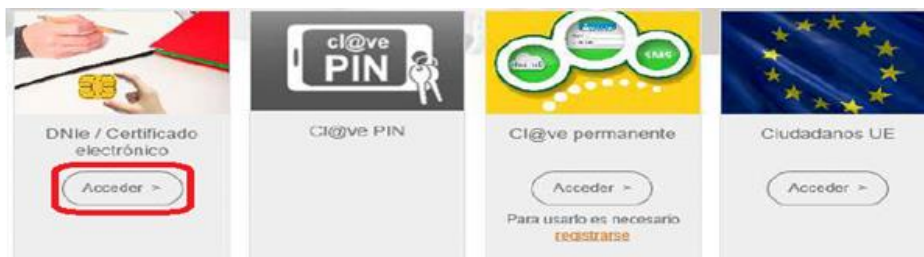 cl@ve
PIN
SMS
DNIe / Certificado
electrónico
Acceder >
Cl@ve PIN
Cl@ve permanente
Acceder >
Para usarlo es necesario
registrarse
Ciudadanos UE
Acceder >